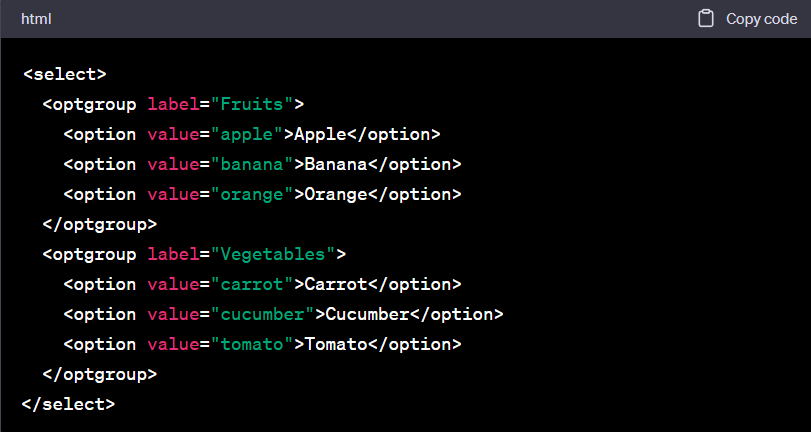 html
Copy code
<select>
  <optgroup label="Fruits">
    <option value="apple">Apple</option>
    <option value="banana">Banana</option>
    <option value="orange">Orange</option>
  </optgroup>
  <optgroup label="Vegetables">
    <option value="carrot">Carrot</option>
    <option value="cucumber">Cucumber</option>
    <option value="tomato">Tomato</option>
  </optgroup>
</select>